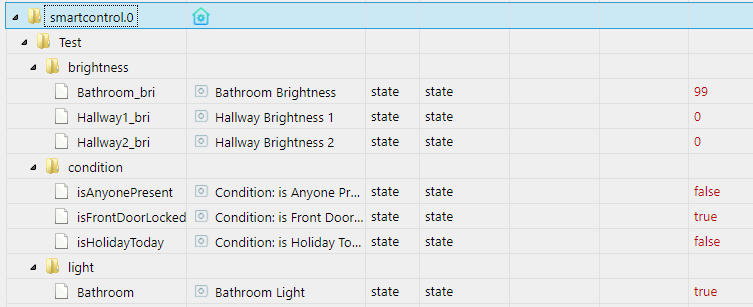 smartcontrol.0
Test
brightness
Bathroom_bri Bathroom Brightness state state 99
Hallway1_bri Hallway Brightness 1 state state 0
Hallway2_bri Hallway Brightness 2 state state 0
condition
isAnyonePresent Condition: is Anyone Pr... state state false
isFrontDoorLocked Condition: is Front Door... state state true
isHolidayToday Condition: is Holiday To... state state false
light
Bathroom Bathroom Light state state true